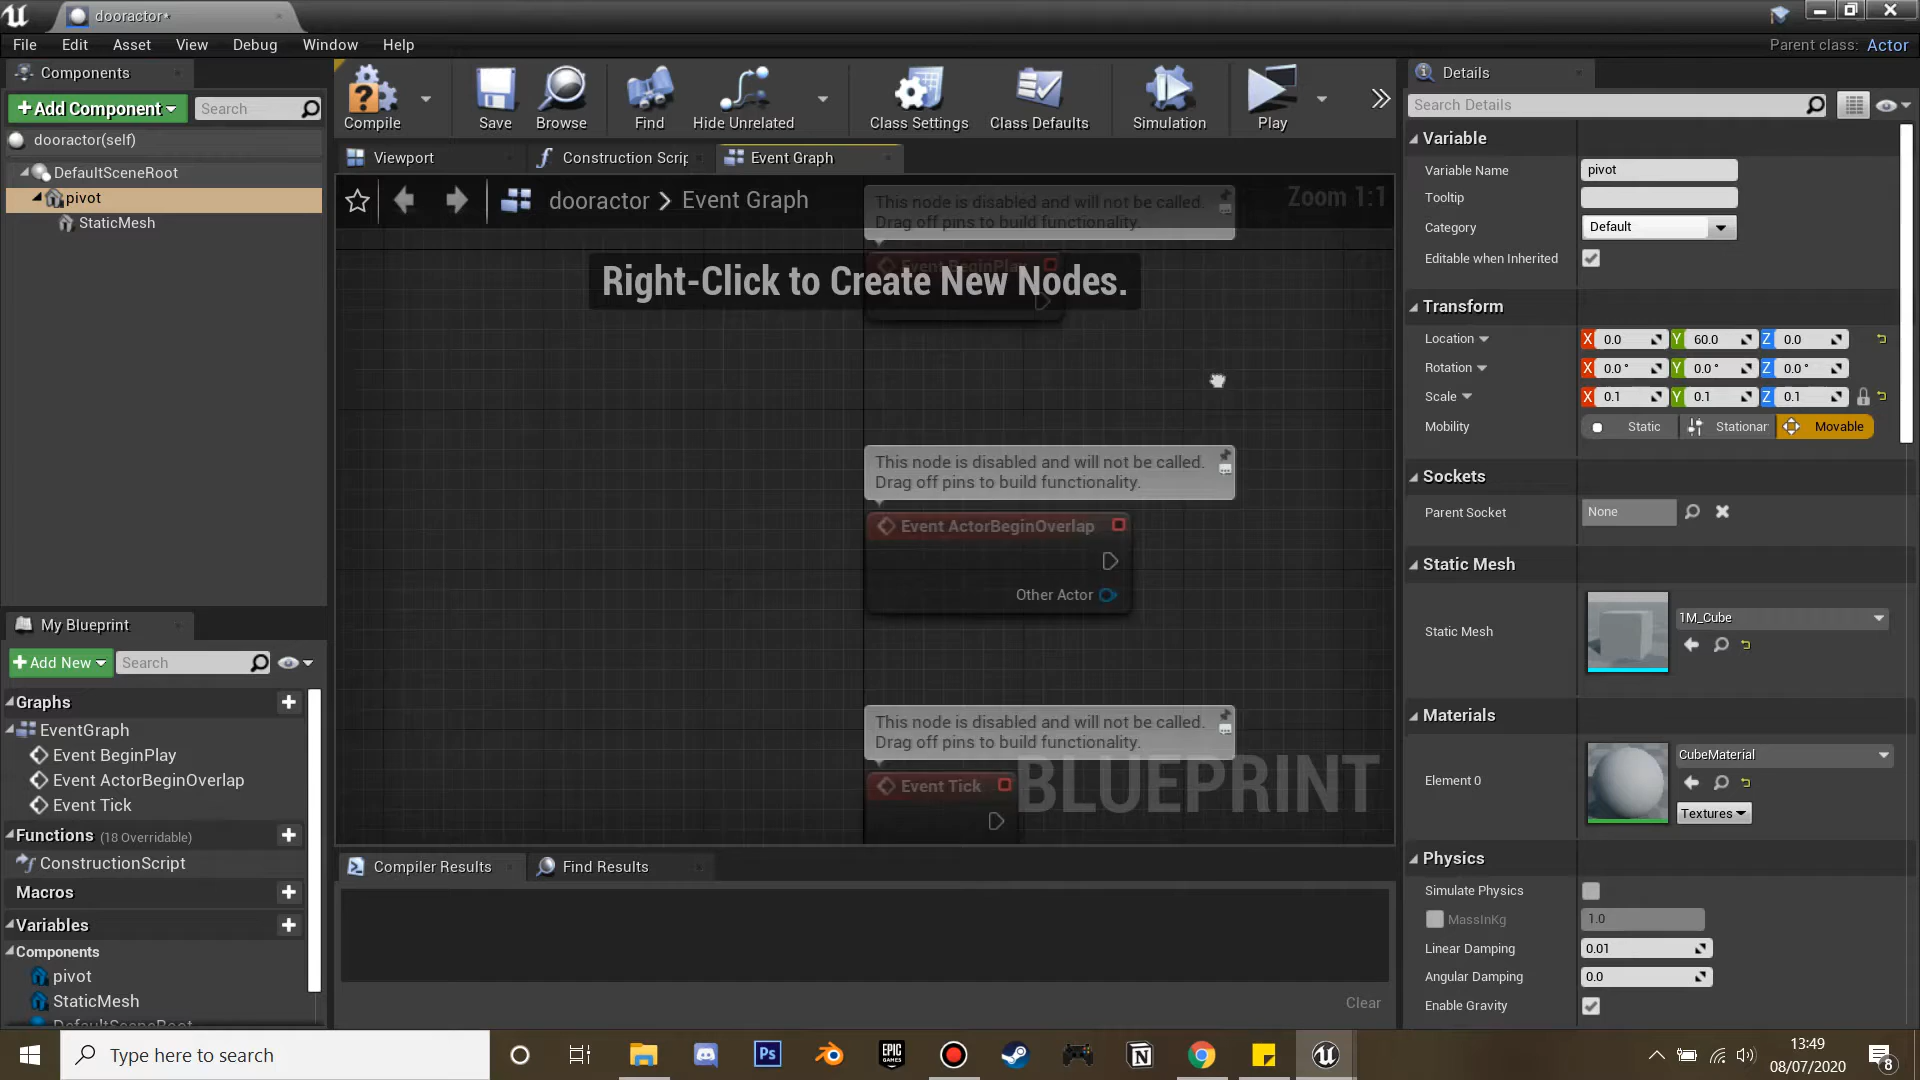 dooractor*
File Edit Asset View Debug Window Help
Parent class: Actor
Components
+Add Component
Search
dooractor(self)
DefaultSceneRoot
pivot
StaticMesh
Compile
Save
Browse
Find
Hide Unrelated
Class Settings
Class Defaults
Simulation
Play
Viewport
Construction Scrip
Event Graph
dooractor > Event Graph
Zoom 1:1
This node is disabled and will not be called.
Drag off pins to build functionality.
Event BeginPlay
Right-Click to Create New Nodes.
This node is disabled and will not be called.
Drag off pins to build functionality.
Event ActorBeginOverlap
Other Actor
This node is disabled and will not be called.
Drag off pins to build functionality.
Event Tick
BLUEPRINT
My Blueprint
+Add New
Search
Graphs
EventGraph
Event BeginPlay
Event ActorBeginOverlap
Event Tick
Functions (18 Overridable)
ConstructionScript
Macros
Variables
Components
pivot
StaticMesh
DefaultSceneRoot
Compiler Results
Find Results
Clear
Details
Search Details
Variable
Variable Name pivot
Tooltip
Category Default
Editable when Inherited
Transform
Location X 0.0 Y 60.0 Z 0.0
Rotation X 0.0 ° Y 0.0 ° Z 0.0 °
Scale X 0.1 Y 0.1 Z 0.1
Mobility Static Stationar Movable
Sockets
Parent Socket None
Static Mesh
Static Mesh 1M_Cube
Materials
Element 0 CubeMaterial
Textures
Physics
Simulate Physics
MassInKg 1.0
Linear Damping 0.01
Angular Damping 0.0
Enable Gravity
Type here to search
Ps
EPIC GAMES
13:49
08/07/2020
8